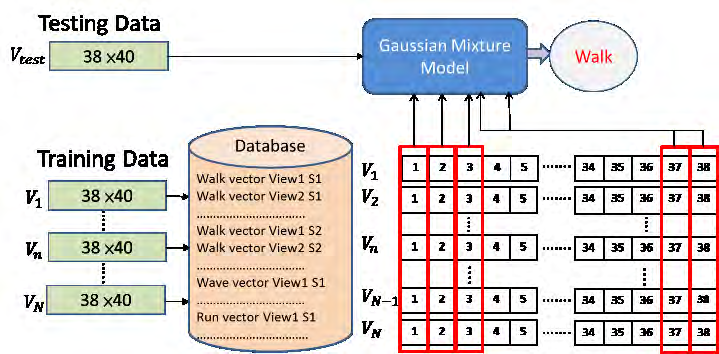 Testing Data
V_test 38 ×40
Gaussian Mixture
Model
Walk
Training Data
V_1 38 ×40
V_n 38 ×40
V_N 38 ×40
Database
Walk vector View1 S1
Walk vector View2 S1
................................
Walk vector View1 S2
Walk vector View2 S2
................................
Wave vector View1 S1
................................
Run vector View1 S1
................................
V_1 1 2 3 4 5 ........ 34 35 36 37 38
V_2 1 2 3 4 5 ........ 34 35 36 37 38
V_n 1 2 3 4 5 ........ 34 35 36 37 38
V_N-1 1 2 3 4 5 ........ 34 35 36 37 38
V_N 1 2 3 4 5 ........ 34 35 36 37 38